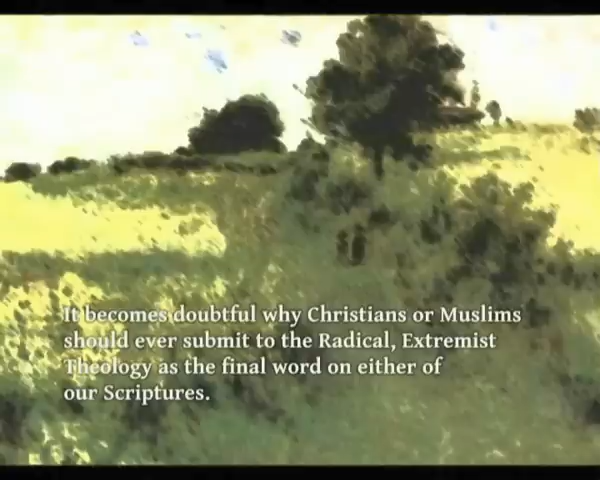 It becomes doubtful why Christians or Muslims
should ever submit to the Radical, Extremist
Theology as the final word on either of
our Scriptures.